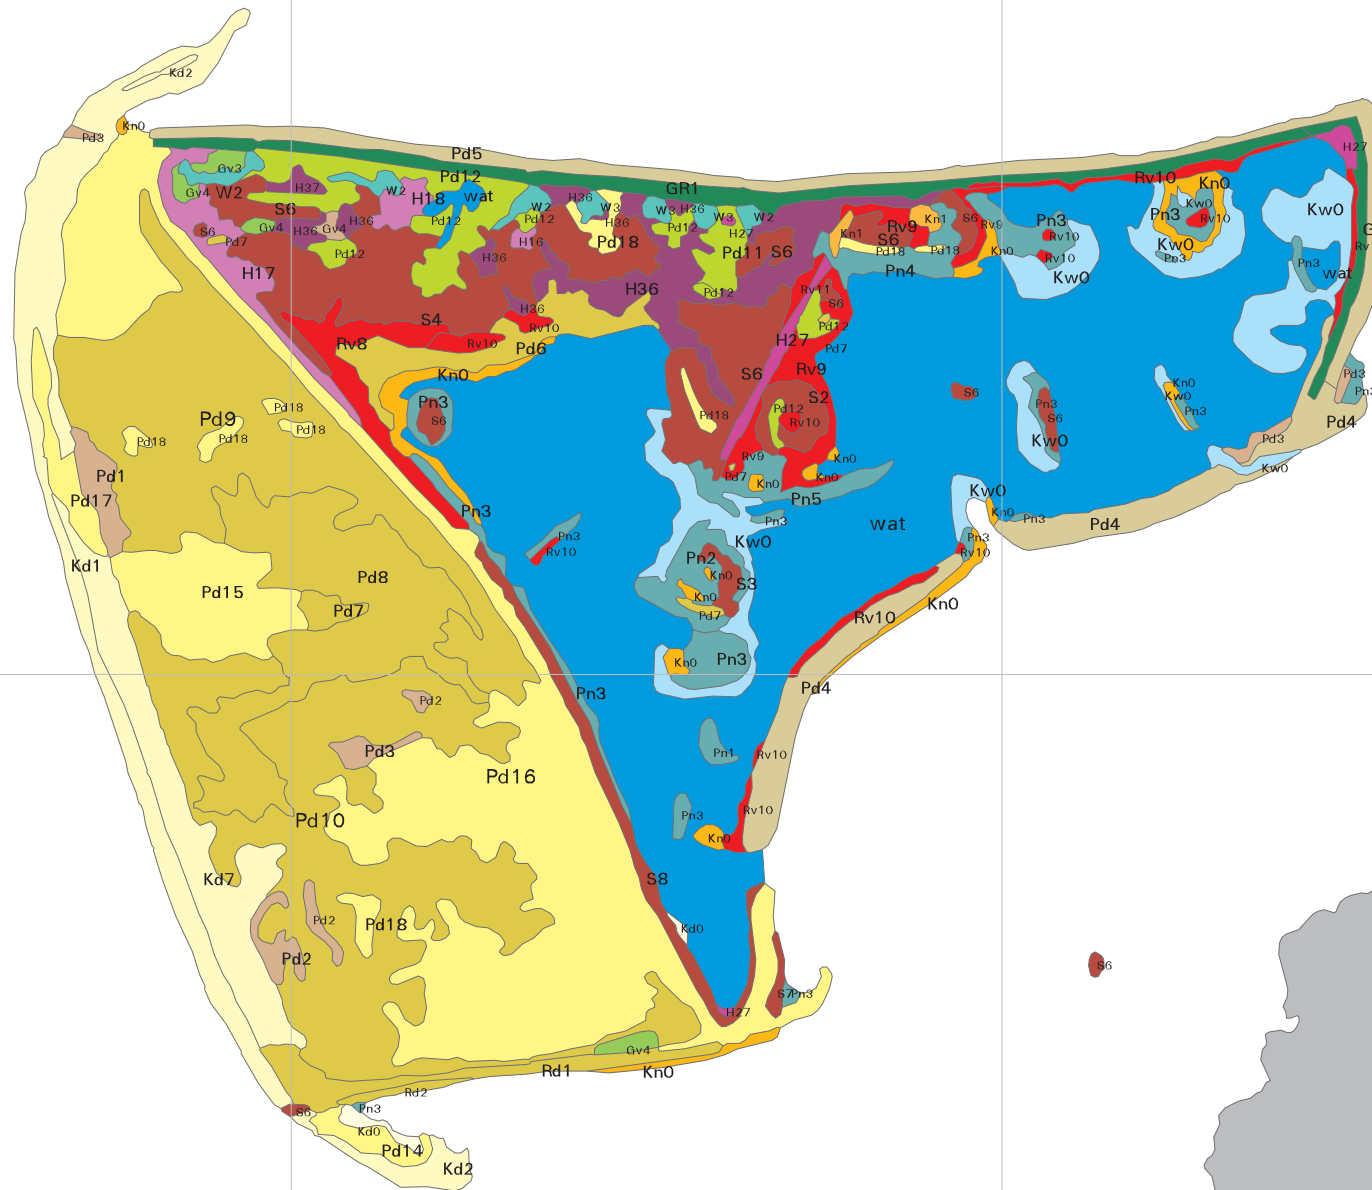 Kd2
Kn0
Pd3
Pd5
Pd12
GR1
Gv3
Gv4
W2
S6
H37
W2
H18
wat
Gv4
H36
Gv4
H36
Pd12
Pd12
S6
Pd7
H17
W2
Pd12
H16
H36
H36
W3
H36
Pd18
W3
H36
Pd12
W3
H27
W2
Pd11
S6
Pd12
H36
H36
S4
Rv8
Rv10
Rv10
Pd6
Kn0
Pn3
S6
Kn1
Rv9
S6
Pd18
Kn1
Pd18
S6
Rv9
Kn0
Pn4
Rv11
S6
Pd12
Pd7
H27
Rv9
S6
S2
Pd12
Rv10
Pd18
Rv9
Pd7
Kn0
Kn0
Kn0
Pn5
Pn3
Rv10
Rv10
Kw0
Rv10
Kn0
Pn3
Kw0
Rv10
Kw0
Pn3
H27
Kw0
Pn3
wat
S6
Pn3
S6
Kw0
Kn0
Kw0
Pn3
Pd3
Pd4
Pd3
Kw0
Kw0
Kn0
Pn3
Pd4
Pn3
Rv10
wat
Pn3
Kw0
Pn2
Kn0
S3
Kn0
Pd7
Kn0
Pn3
Pn3
Rv10
Pn3
Pn3
Rv10
Kn0
Pd4
Pn1
Rv10
Rv10
Pn3
Kn0
Pd9
Pd18
Pd18
Pd18
Pd18
Pd1
Pd17
Kd1
Pd15
Pd8
Pd7
Pd2
Pd3
Pd16
Pd10
Kd7
Pd2
Pd18
Pd2
S8
Kd0
S7
Pn3
H27
Gv4
Rd1
Kn0
Rd2
Pn3
S6
Kd0
Pd14
Kd2
S6